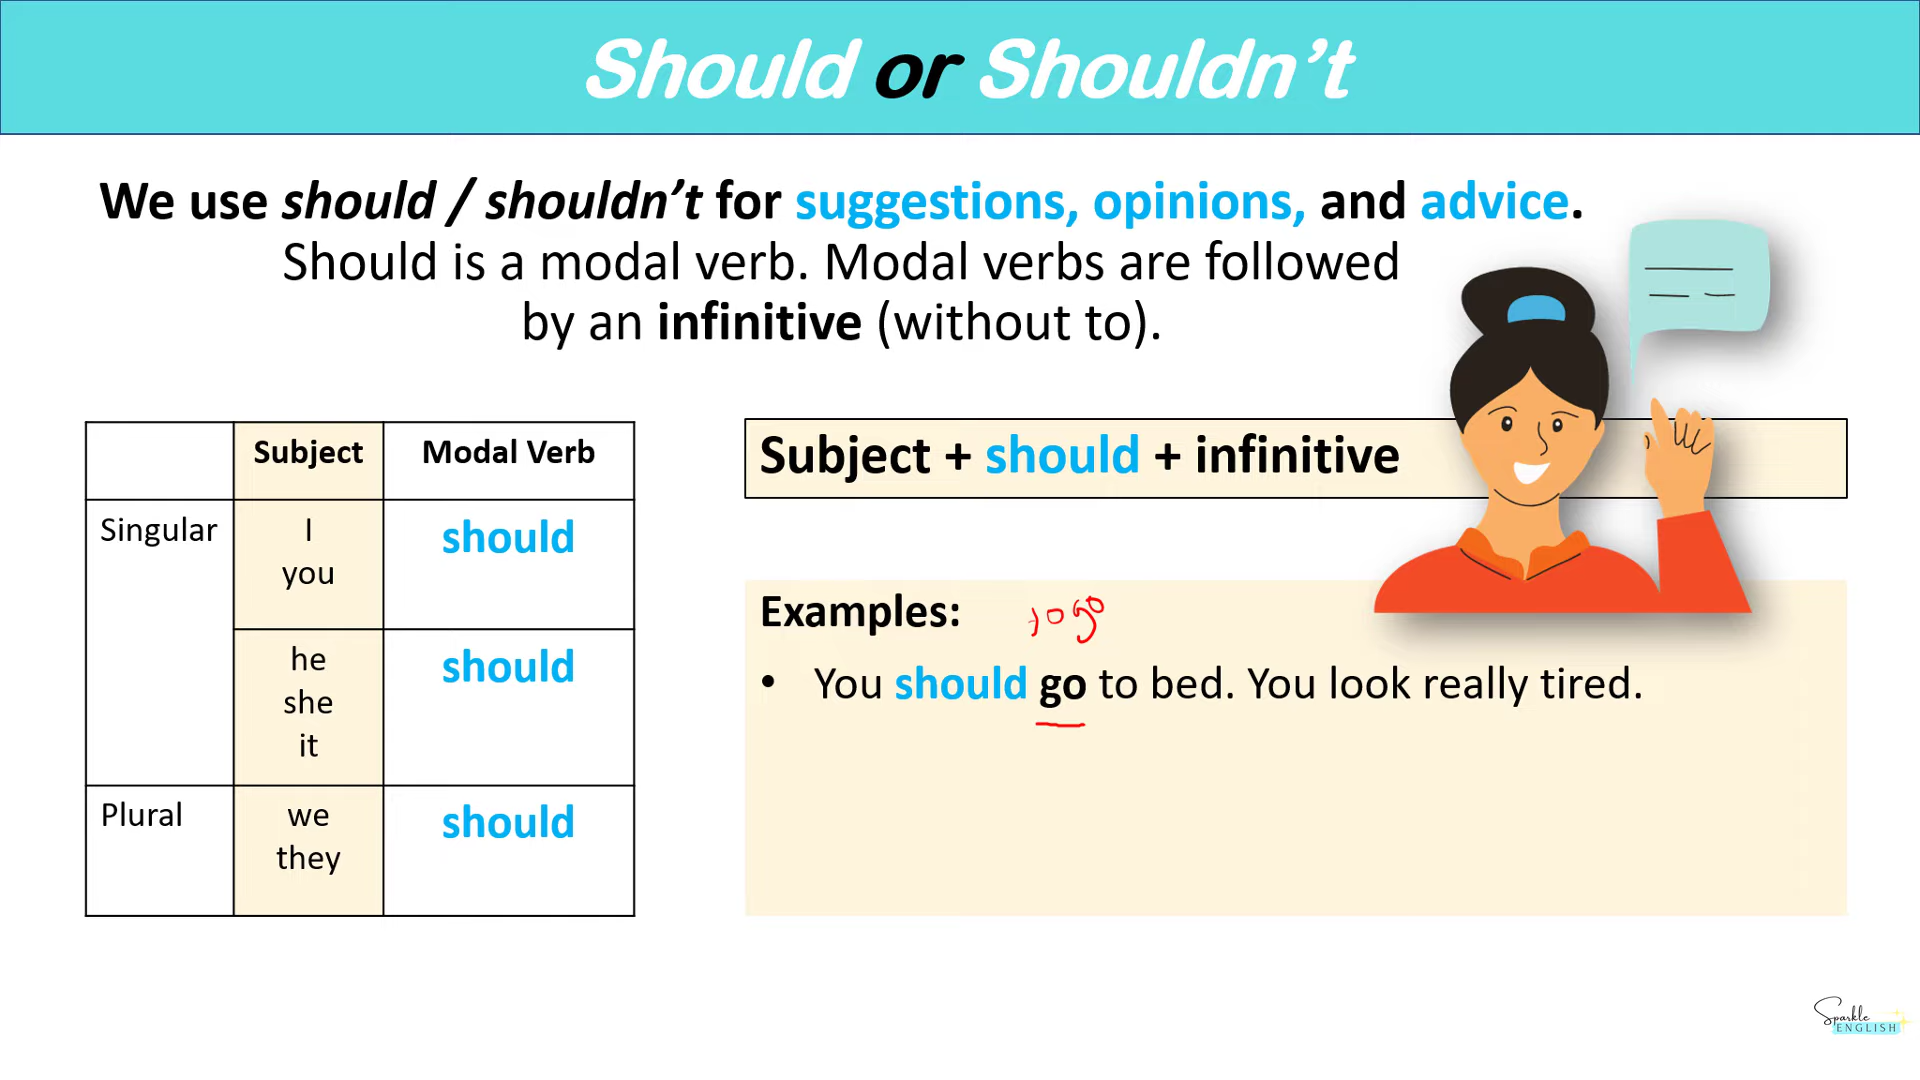 Should or Shouldn't
We use should / shouldn't for suggestions, opinions, and advice.
Should is a modal verb. Modal verbs are followed
by an infinitive (without to).
Subject Modal Verb
Singular I should
you
he should
she
it
Plural we should
they
Subject + should + infinitive
Examples: to go
• You should go to bed. You look really tired.
Sparkle
ENGLISH